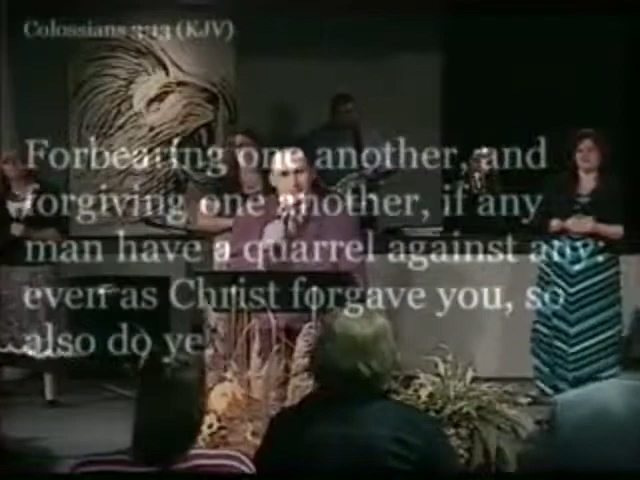 Colossians 3:13 (KJV)
Forbearing one another, and
forgiving one another, if any
man have a quarrel against any:
even as Christ forgave you, so
also do ye.